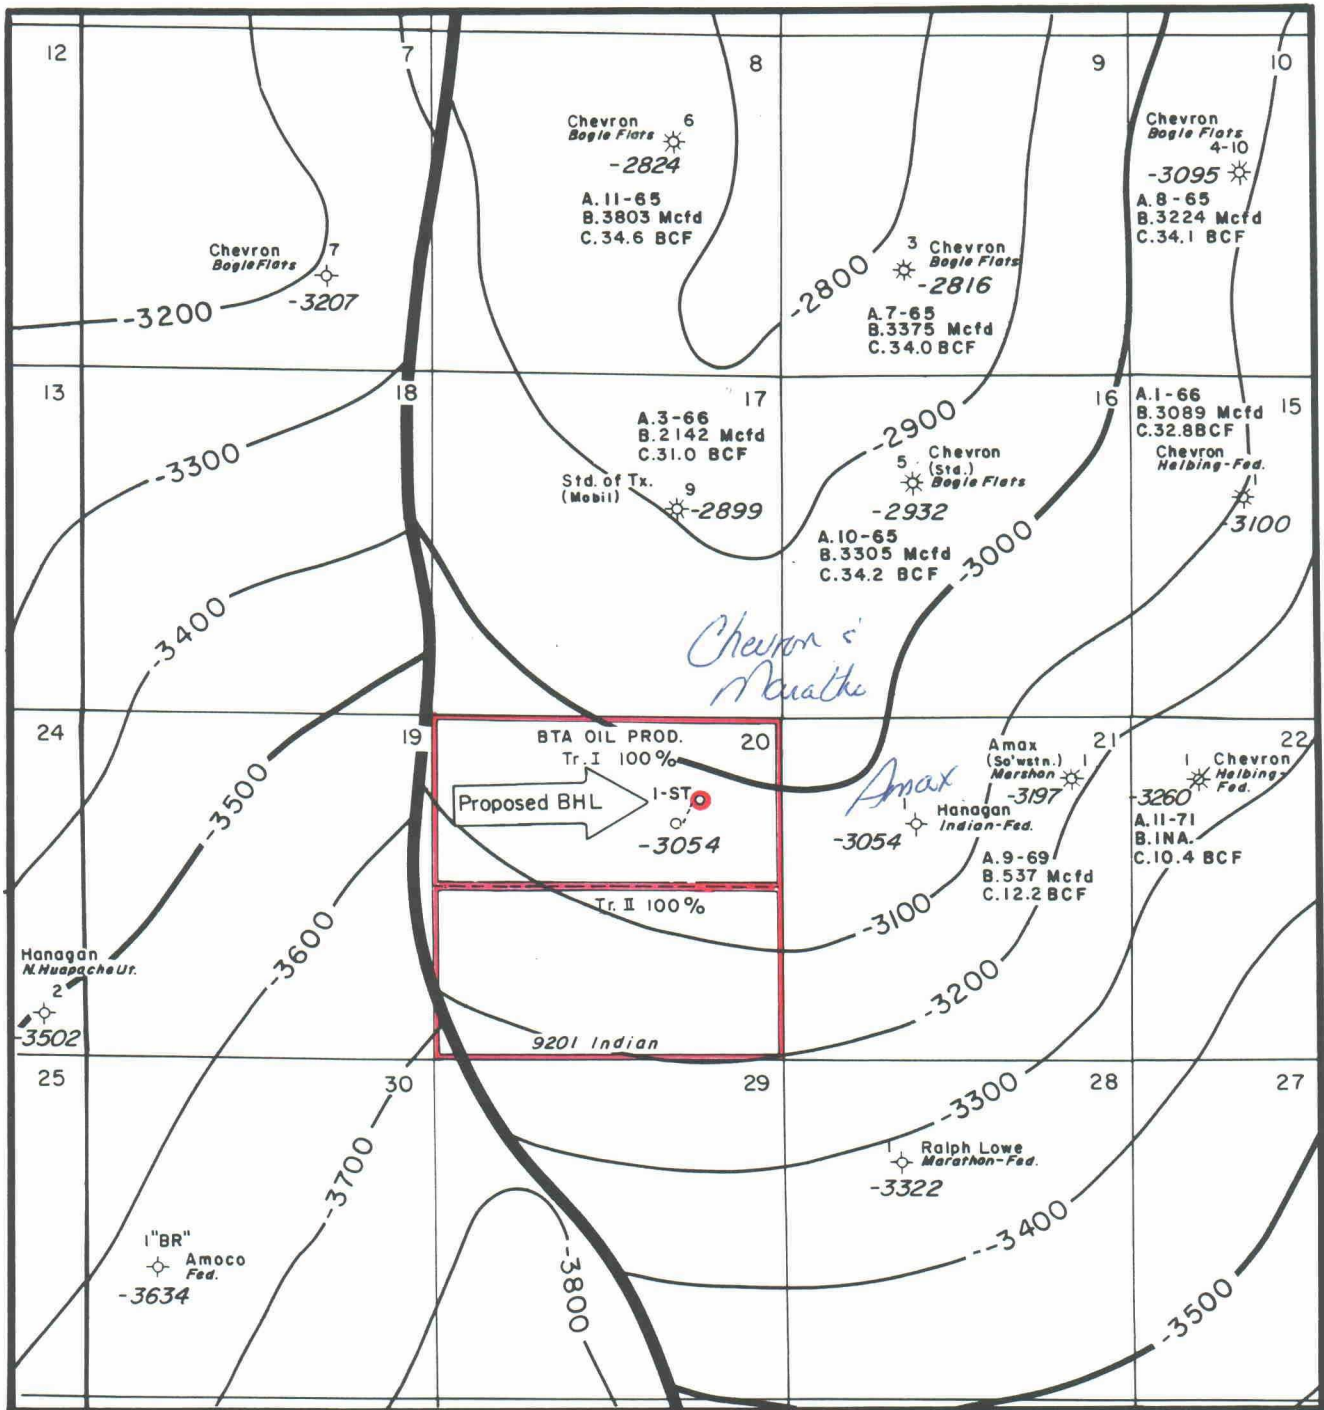 12
7
8
9
10
Chevron 6
Bogle Flats
-2824
A.11-65
B.3803 Mcfd
C.34.6 BCF
Chevron
Bogle Flats
4-10
-3095
A.8-65
B.3224 Mcfd
C.34.1 BCF
Chevron 7
Bogle Flats
-3207
-3200
3 Chevron
Bogle Flats
-2816
-2800
A.7-65
B.3375 Mcfd
C.34.0 BCF
13
18
17
16
15
A.3-66
B.2142 Mcfd
C.31.0 BCF
-2900
A.1-66
B.3089 Mcfd
C.32.8BCF
Chevron
Helbing-Fed.
1
-3100
-3300
Std. of Tx.
(Mobil)
9
-2899
5 Chevron
(Std.)
Bogle Flats
-2932
A.10-65
B.3305 Mcfd
C.34.2 BCF
-3000
-3400
Chevron &
24
19
20
21
22
BTA OIL PROD.
Tr. I 100%
Proposed BHL
1-ST
-3054
-3500
Amax
1
Hanagan
Indian-Fed.
-3054
Amax
(So'wstn.) 1
Marshon
-3197
A.9-69
B.537 Mcfd
C.12.2 BCF
1 Chevron
Helbing-
Fed.
-3260
A.11-71
B.INA.
C.10.4 BCF
Tr. II 100%
-3100
-3600
Hanagan
N.Huapache Ut.
2
-3502
-3200
9201 Indian
25
30
29
28
27
-3300
1 Ralph Lowe
Marathon-Fed.
-3322
-3700
-3400
1"BR"
Amoco
Fed.
-3634
-3800
-3500